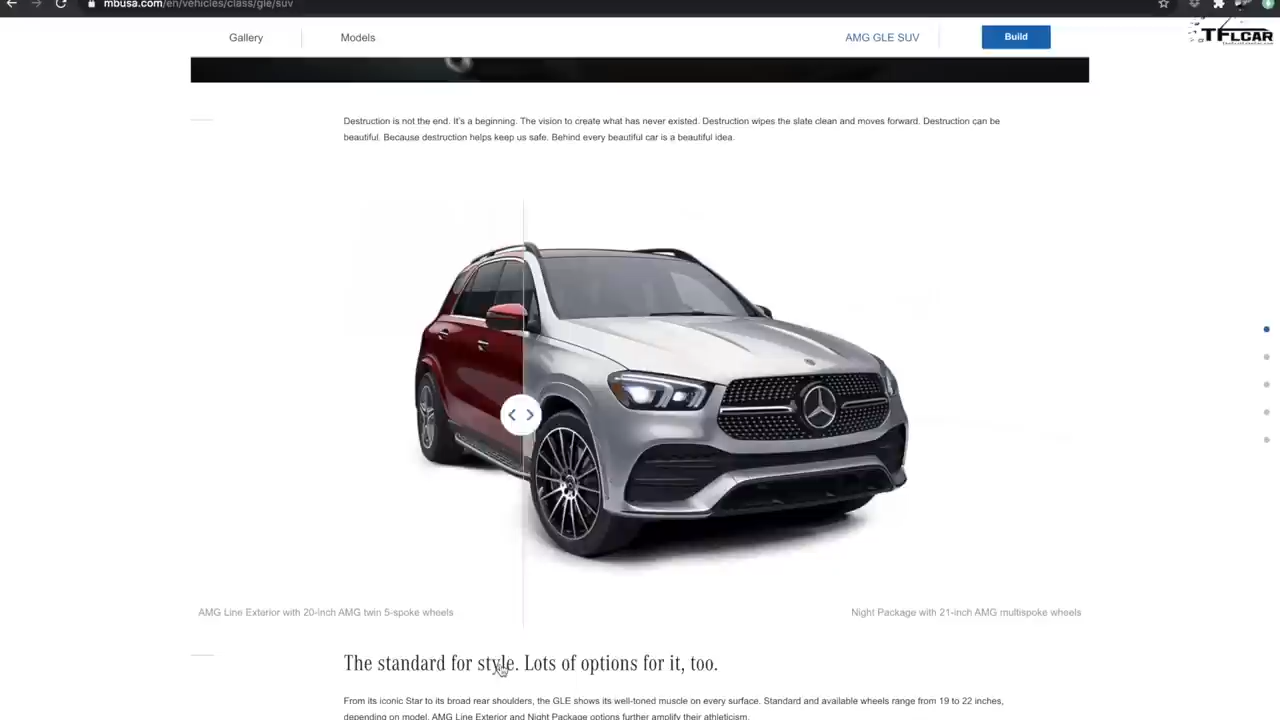 mbusa.com/en/vehicles/class/gle/suv
TFLCAR
Gallery
Models
AMG GLE SUV
Build
Destruction is not the end. It's a beginning. The vision to create what has never existed. Destruction wipes the slate clean and moves forward. Destruction can be
beautiful. Because destruction helps keep us safe. Behind every beautiful car is a beautiful idea.
AMG Line Exterior with 20-inch AMG twin 5-spoke wheels
Night Package with 21-inch AMG multispoke wheels
The standard for style. Lots of options for it, too.
From its iconic Star to its broad rear shoulders, the GLE shows its well-toned muscle on every surface. Standard and available wheels range from 19 to 22 inches,
depending on model. AMG Line Exterior and Night Package options further amplify their athleticism.